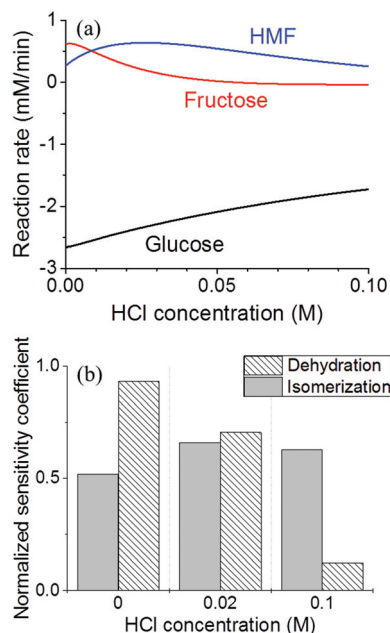 (a)
HMF
Fructose
Glucose
Reaction rate (mM/min)
1
0
-1
-2
-3
0.00
0.05
0.10
HCl concentration (M)
(b)
Dehydration
Isomerization
Normalized sensitivity coefficient
1.0
0.5
0.0
0
0.02
0.1
HCl concentration (M)